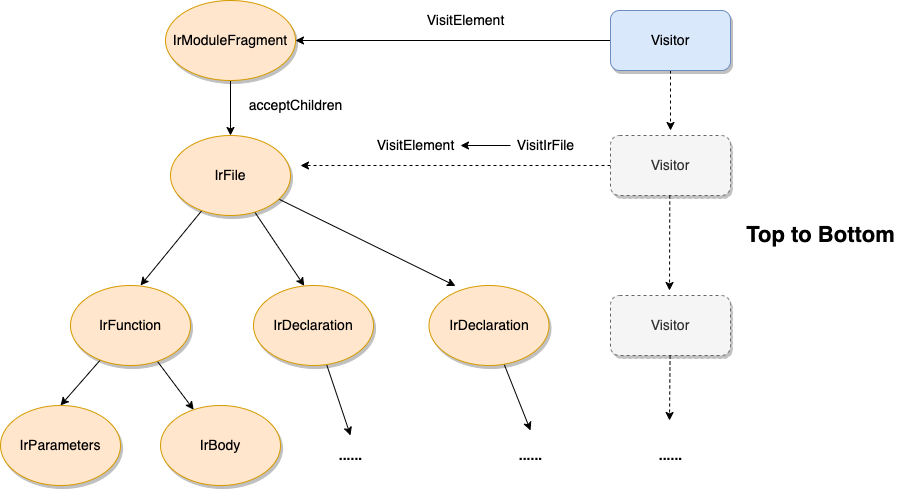 VisitElement
IrModuleFragment
Visitor
acceptChildren
VisitElement
VisitIrFile
Visitor
IrFile
Top to Bottom
IrFunction
IrDeclaration
IrDeclaration
Visitor
IrParameters
IrBody
......
......
......